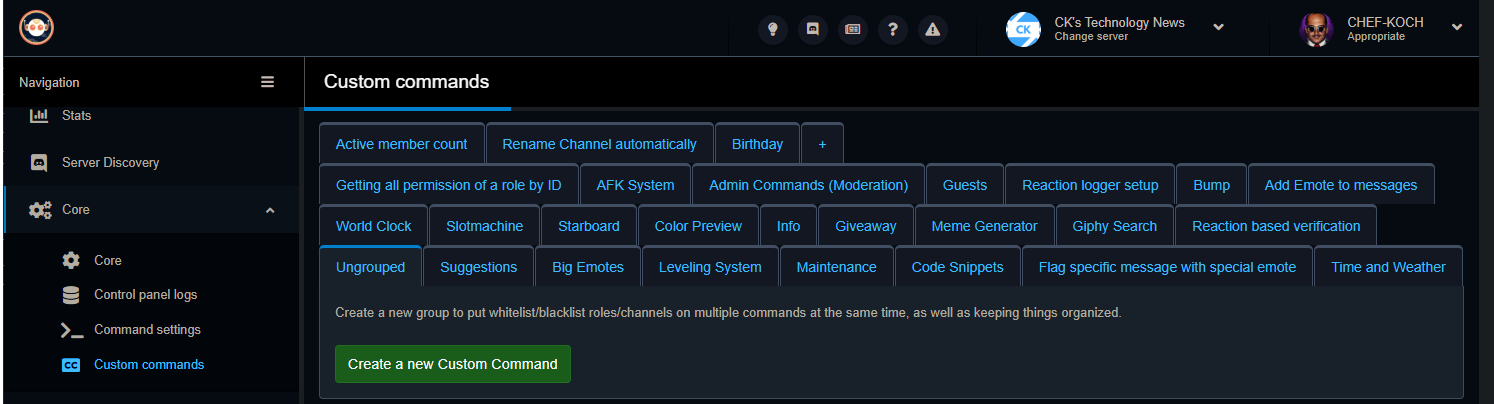 CK's Technology News
Change server
CHEF-KOCH
Appropriate
Navigation
Custom commands
Stats
Server Discovery
Core
Core
Control panel logs
Command settings
Custom commands
Active member count
Rename Channel automatically
Birthday
+
Getting all permission of a role by ID
AFK System
Admin Commands (Moderation)
Guests
Reaction logger setup
Bump
Add Emote to messages
World Clock
Slotmachine
Starboard
Color Preview
Info
Giveaway
Meme Generator
Giphy Search
Reaction based verification
Ungrouped
Suggestions
Big Emotes
Leveling System
Maintenance
Code Snippets
Flag specific message with special emote
Time and Weather
Create a new group to put whitelist/blacklist roles/channels on multiple commands at the same time, as well as keeping things organized.
Create a new Custom Command